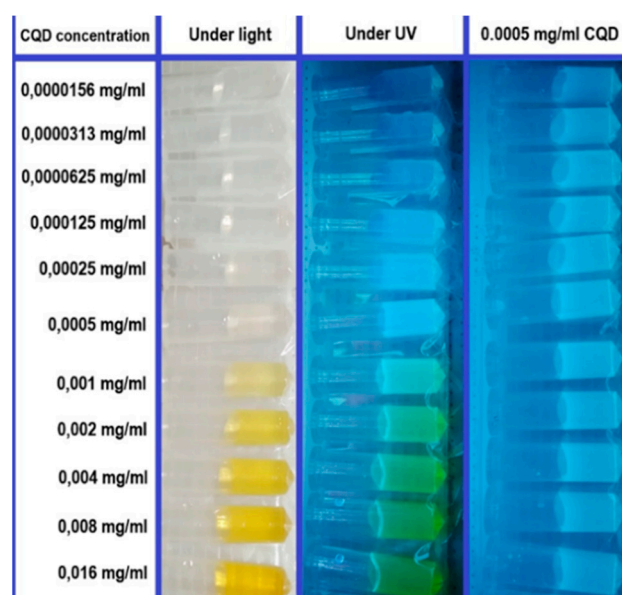 CQD concentration
Under light
Under UV
0.0005 mg/ml CQD
0,0000156 mg/ml
0,0000313 mg/ml
0,0000625 mg/ml
0,000125 mg/ml
0,00025 mg/ml
0,0005 mg/ml
0,001 mg/ml
0,002 mg/ml
0,004 mg/ml
0,008 mg/ml
0,016 mg/ml